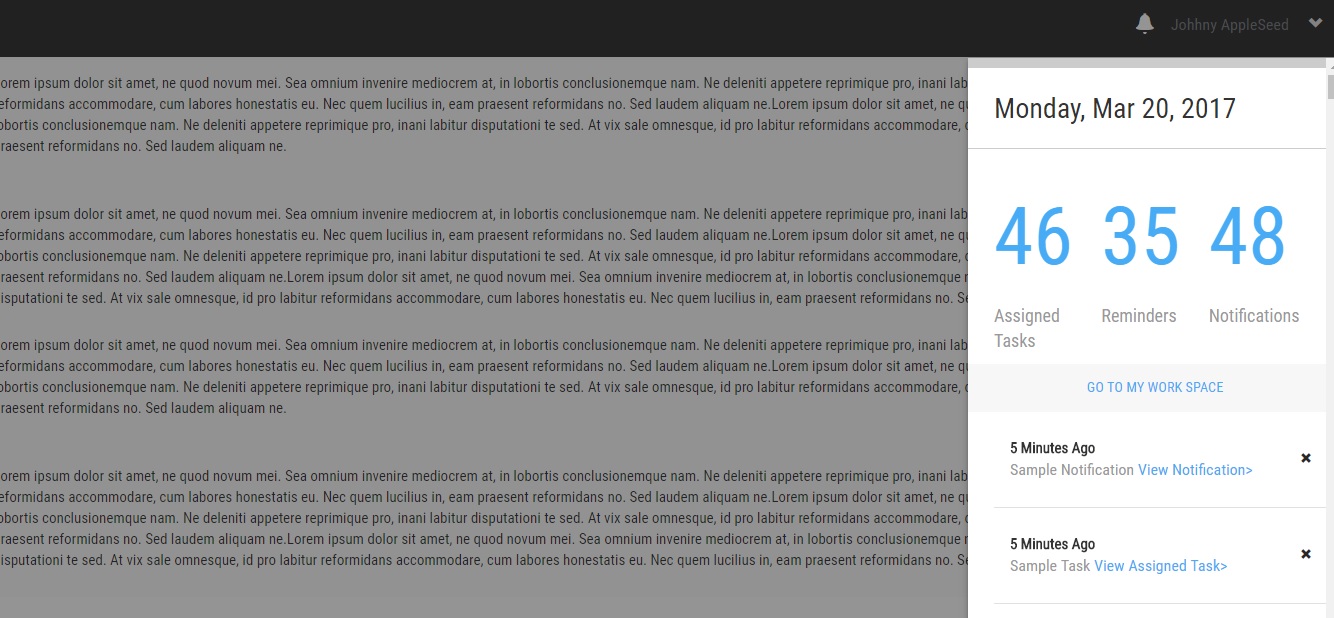 Johhny AppleSeed
orem ipsum dolor sit amet, ne quod novum mei. Sea omnium invenire mediocrem at, in lobortis conclusionemque nam. Ne deleniti appetere reprimique pro, inani lab
eformidans accommodare, cum labores honestatis eu. Nec quem lucilius in, eam praesent reformidans no. Sed laudem aliquam ne.Lorem ipsum dolor sit amet, ne q
obortis conclusionemque nam. Ne deleniti appetere reprimique pro, inani labitur disputationi te sed. At vix sale omnesque, id pro labitur reformidans accommodare, c
raesent reformidans no. Sed laudem aliquam ne.
orem ipsum dolor sit amet, ne quod novum mei. Sea omnium invenire mediocrem at, in lobortis conclusionemque nam. Ne deleniti appetere reprimique pro, inani lab
eformidans accommodare, cum labores honestatis eu. Nec quem lucilius in, eam praesent reformidans no. Sed laudem aliquam ne.Lorem ipsum dolor sit amet, ne q
obortis conclusionemque nam. Ne deleniti appetere reprimique pro, inani labitur disputationi te sed. At vix sale omnesque, id pro labitur reformidans accommodare, c
raesent reformidans no. Sed laudem aliquam ne.Lorem ipsum dolor sit amet, ne quod novum mei. Sea omnium invenire mediocrem at, in lobortis conclusionemque r
isputationi te sed. At vix sale omnesque, id pro labitur reformidans accommodare, cum labores honestatis eu. Nec quem lucilius in, eam praesent reformidans no. Se
orem ipsum dolor sit amet, ne quod novum mei. Sea omnium invenire mediocrem at, in lobortis conclusionemque nam. Ne deleniti appetere reprimique pro, inani lab
eformidans accommodare, cum labores honestatis eu. Nec quem lucilius in, eam praesent reformidans no. Sed laudem aliquam ne.Lorem ipsum dolor sit amet, ne q
obortis conclusionemque nam. Ne deleniti appetere reprimique pro, inani labitur disputationi te sed. At vix sale omnesque, id pro labitur reformidans accommodare, c
raesent reformidans no. Sed laudem aliquam ne.
orem ipsum dolor sit amet, ne quod novum mei. Sea omnium invenire mediocrem at, in lobortis conclusionemque nam. Ne deleniti appetere reprimique pro, inani lab
eformidans accommodare, cum labores honestatis eu. Nec quem lucilius in, eam praesent reformidans no. Sed laudem aliquam ne.Lorem ipsum dolor sit amet, ne q
obortis conclusionemque nam. Ne deleniti appetere reprimique pro, inani labitur disputationi te sed. At vix sale omnesque, id pro labitur reformidans accommodare, c
raesent reformidans no. Sed laudem aliquam ne.Lorem ipsum dolor sit amet, ne quod novum mei. Sea omnium invenire mediocrem at, in lobortis conclusionemque r
isputationi te sed. At vix sale omnesque, id pro labitur reformidans accommodare, cum labores honestatis eu. Nec quem lucilius in, eam praesent reformidans no. Se
Monday, Mar 20, 2017
46 35 48
Assigned Tasks Reminders Notifications
GO TO MY WORK SPACE
5 Minutes Ago
Sample Notification View Notification>
5 Minutes Ago
Sample Task View Assigned Task>